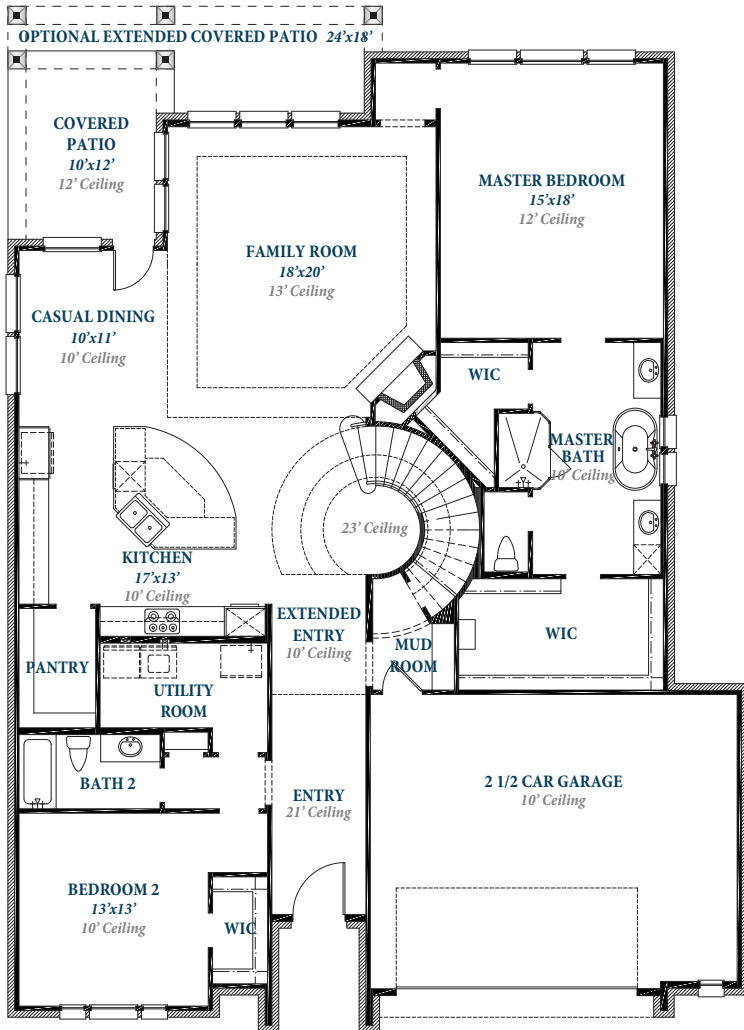 OPTIONAL EXTENDED COVERED PATIO 24'x18'
COVERED
PATIO
10'x12'
12' Ceiling
MASTER BEDROOM
15'x18'
12' Ceiling
FAMILY ROOM
18'x20'
13' Ceiling
CASUAL DINING
10'x11'
10' Ceiling
WIC
MASTER
BATH
10' Ceiling
23' Ceiling
KITCHEN
17'x13'
10' Ceiling
EXTENDED
ENTRY
10' Ceiling
MUD
ROOM
WIC
PANTRY
UTILITY
ROOM
BATH 2
ENTRY
21' Ceiling
2 1/2 CAR GARAGE
10' Ceiling
BEDROOM 2
13'x13'
10' Ceiling
WIC